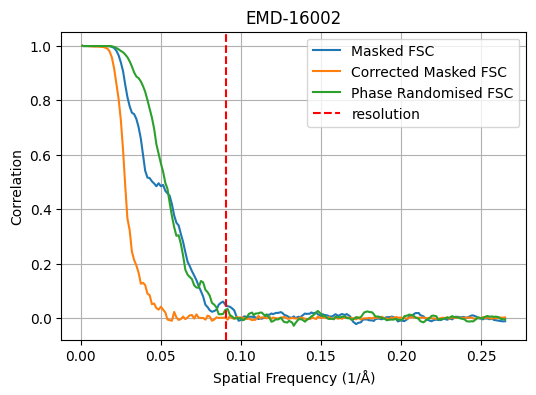 EMD-16002
Masked FSC
Corrected Masked FSC
Phase Randomised FSC
resolution
Correlation
1.0
0.8
0.6
0.4
0.2
0.0
0.00 0.05 0.10 0.15 0.20 0.25
Spatial Frequency (1/Å)